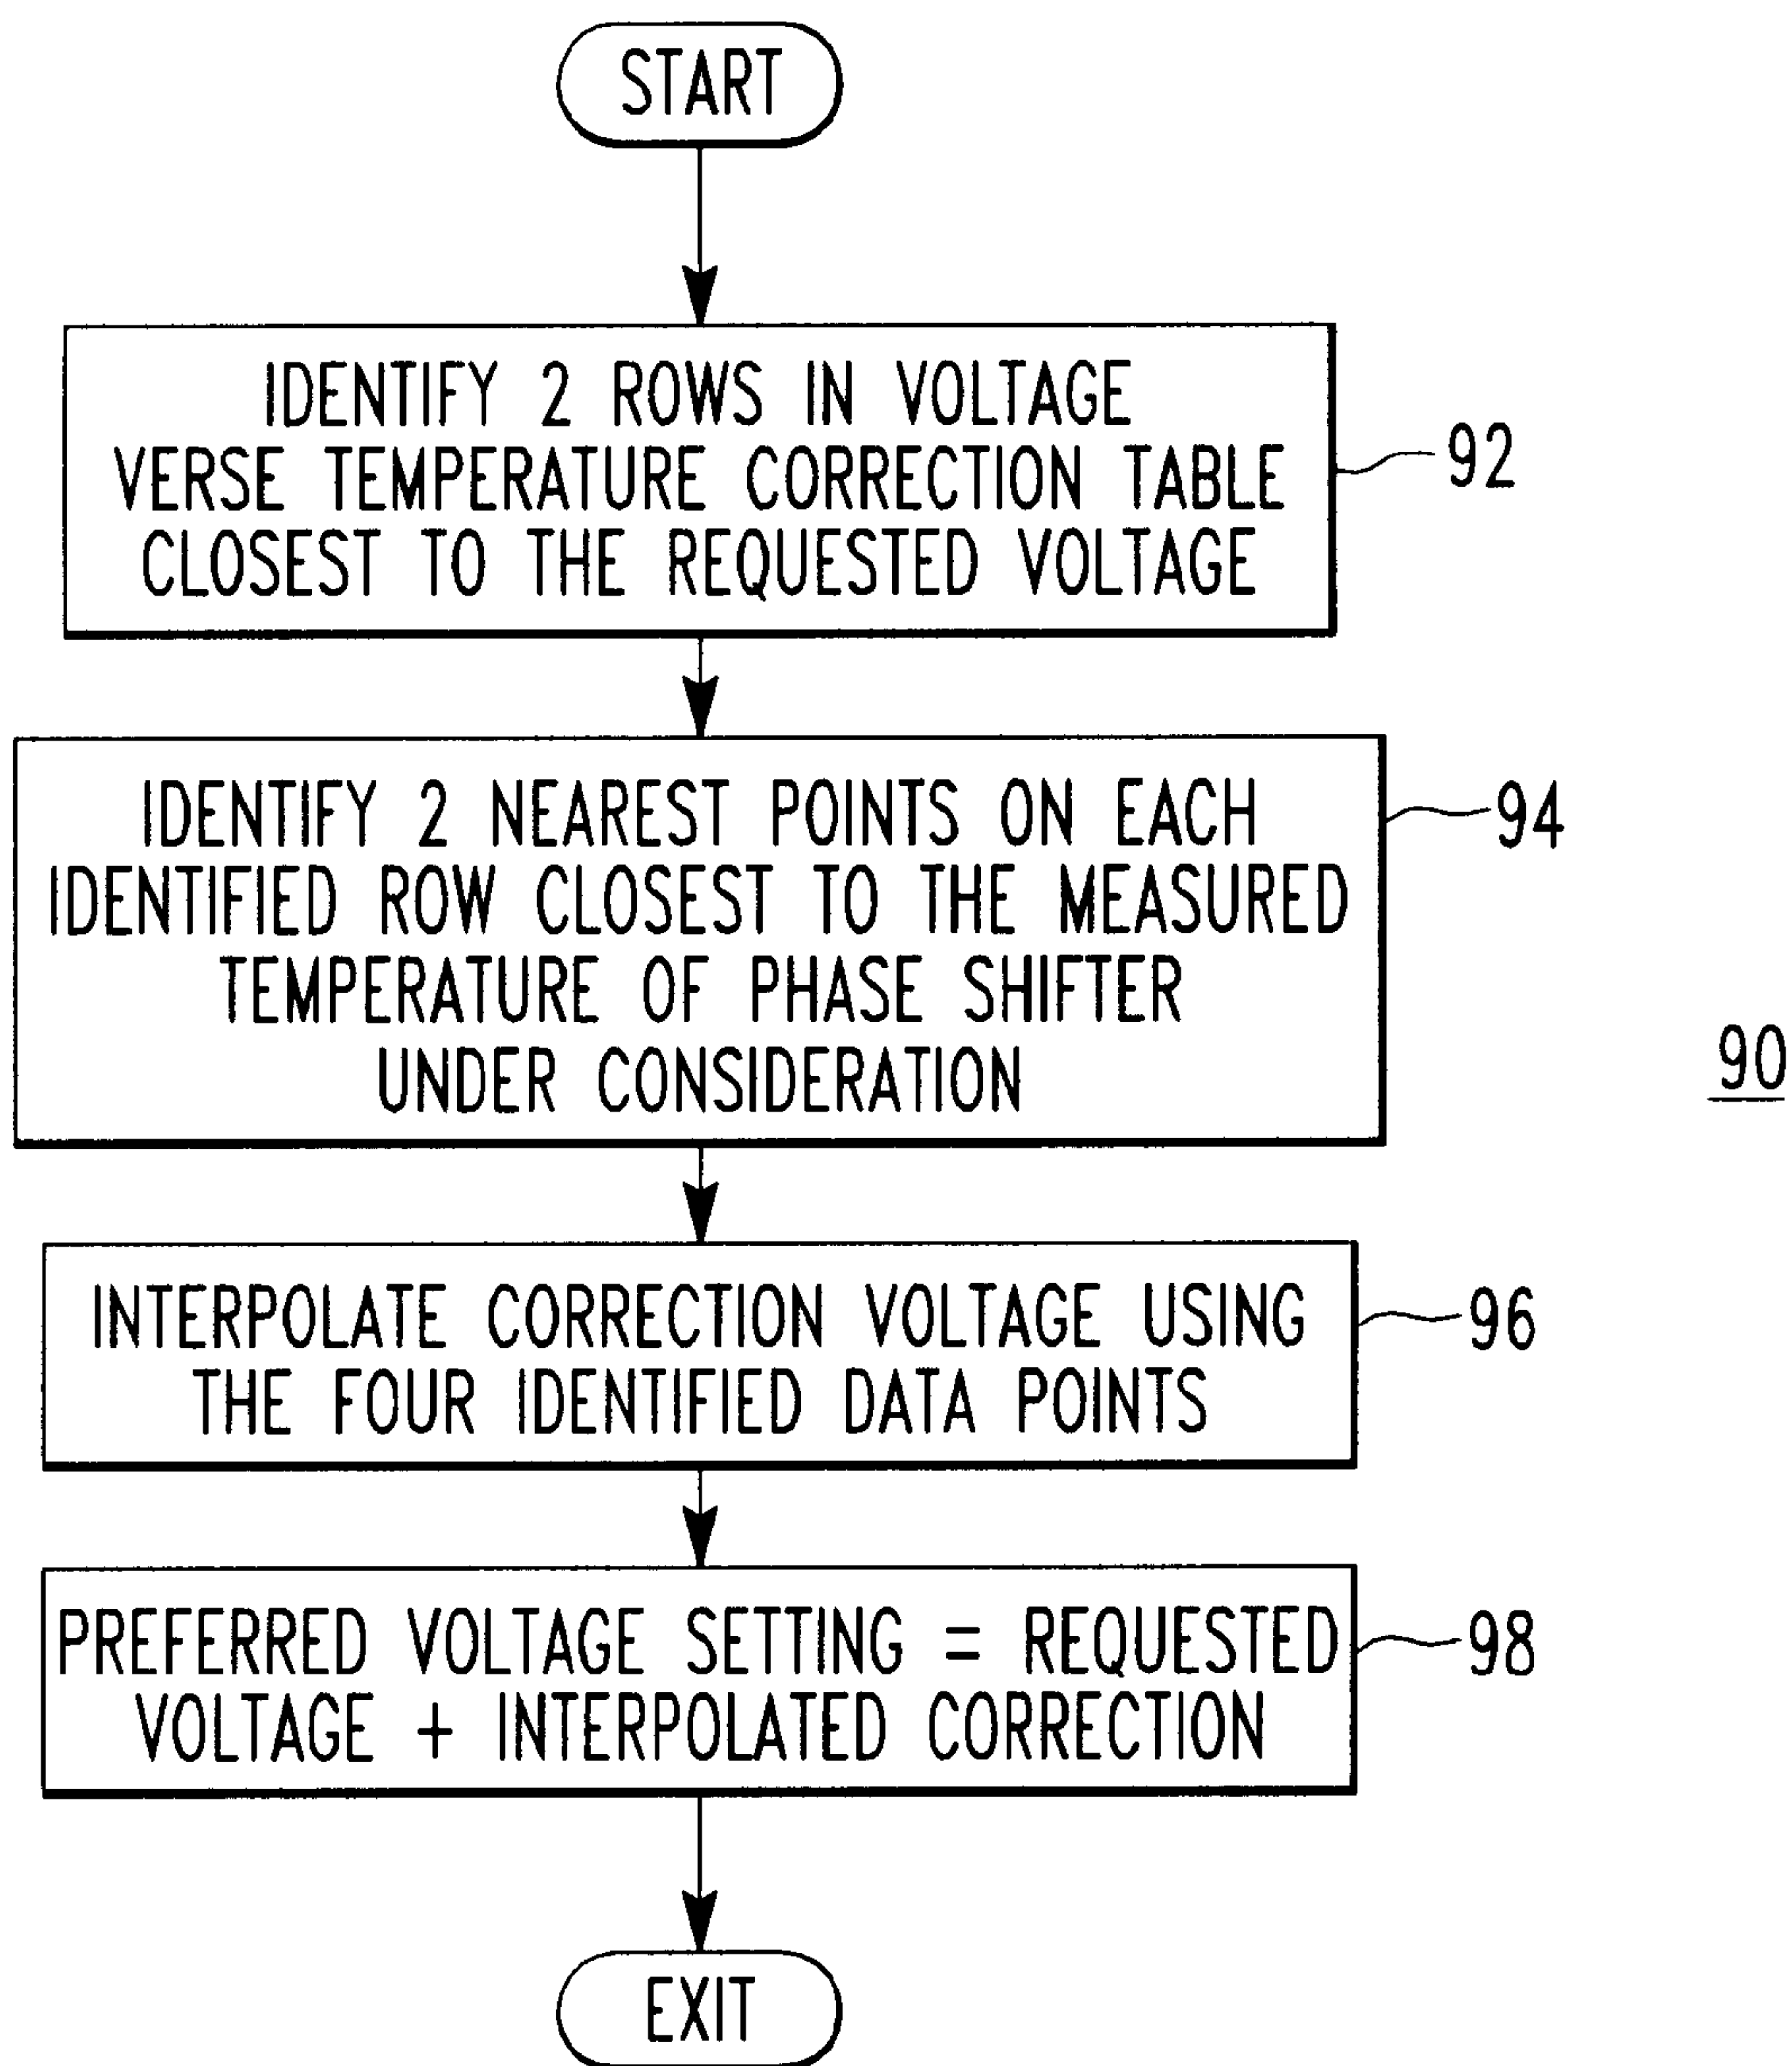 START
IDENTIFY 2 ROWS IN VOLTAGE
VERSE TEMPERATURE CORRECTION TABLE
CLOSEST TO THE REQUESTED VOLTAGE
92
IDENTIFY 2 NEAREST POINTS ON EACH
IDENTIFIED ROW CLOSEST TO THE MEASURED
TEMPERATURE OF PHASE SHIFTER
UNDER CONSIDERATION
94
90
INTERPOLATE CORRECTION VOLTAGE USING
THE FOUR IDENTIFIED DATA POINTS
96
PREFERRED VOLTAGE SETTING = REQUESTED
VOLTAGE + INTERPOLATED CORRECTION
98
EXIT